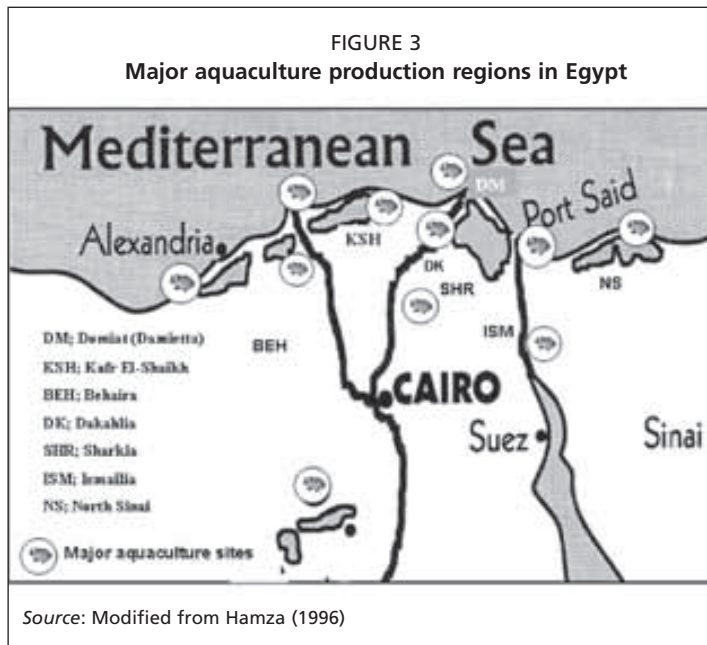 FIGURE 3
Major aquaculture production regions in Egypt
Mediterranean Sea
DM
Port Said
Alexandria
KSH
DK
SHR
NS
ISM
BEH
CAIRO
Suez
Sinai
DM; Domiat (Damietta)
KSH; Kafr El-Shaikh
BEH; Behaira
DK; Dakahlia
SHR; Sharkia
ISM; Ismailia
NS; North Sinai
Major aquaculture sites
Source: Modified from Hamza (1996)